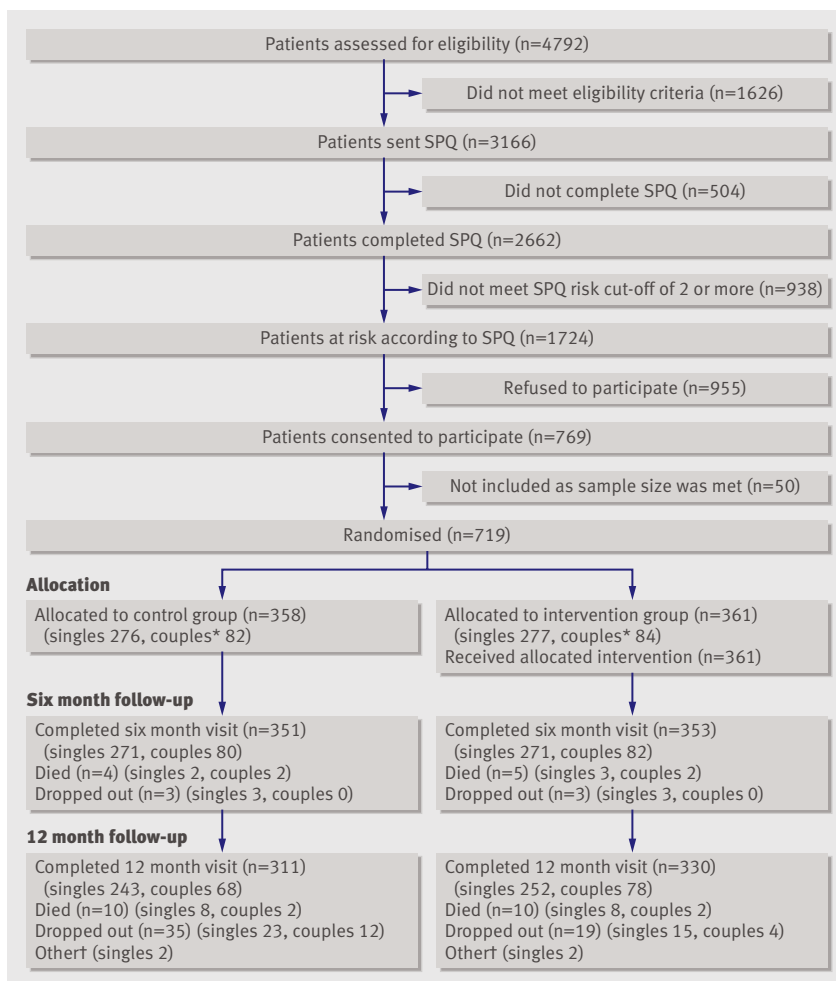 Patients assessed for eligibility (n=4792)
Did not meet eligibility criteria (n=1626)
Patients sent SPQ (n=3166)
Did not complete SPQ (n=504)
Patients completed SPQ (n=2662)
Did not meet SPQ risk cut-off of 2 or more (n=938)
Patients at risk according to SPQ (n=1724)
Refused to participate (n=955)
Patients consented to participate (n=769)
Not included as sample size was met (n=50)
Randomised (n=719)
Allocation
Allocated to control group (n=358)
(singles 276, couples* 82)
Allocated to intervention group (n=361)
(singles 277, couples* 84)
Received allocated intervention (n=361)
Six month follow-up
Completed six month visit (n=351)
(singles 271, couples 80)
Died (n=4) (singles 2, couples 2)
Dropped out (n=3) (singles 3, couples 0)
Completed six month visit (n=353)
(singles 271, couples 82)
Died (n=5) (singles 3, couples 2)
Dropped out (n=3) (singles 3, couples 0)
12 month follow-up
Completed 12 month visit (n=311)
(singles 243, couples 68)
Died (n=10) (singles 8, couples 2)
Dropped out (n=35) (singles 23, couples 12)
Other† (singles 2)
Completed 12 month visit (n=330)
(singles 252, couples 78)
Died (n=10) (singles 8, couples 2)
Dropped out (n=19) (singles 15, couples 4)
Other† (singles 2)